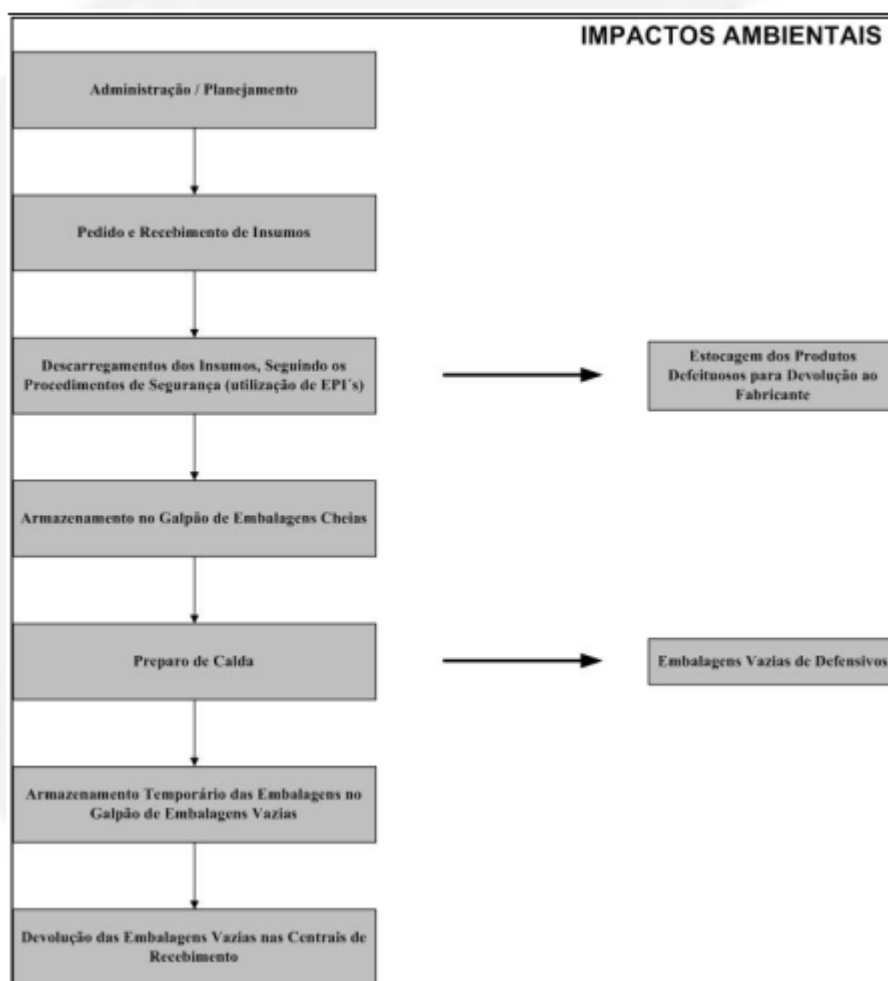 IMPACTOS AMBIENTAIS
Administração / Planejamento
Pedido e Recebimento de Insumos
Descarregamentos dos Insumos, Seguindo os
Procedimentos de Segurança (utilização de EPI´s)
Estocagem dos Produtos
Defeituosos para Devolução ao
Fabricante
Armazenamento no Galpão de Embalagens Cheias
Preparo de Calda
Embalagens Vazias de Defensivos
Armazenamento Temporário das Embalagens no
Galpão de Embalagens Vazias
Devolução das Embalagens Vazias nas Centrais de
Recebimento